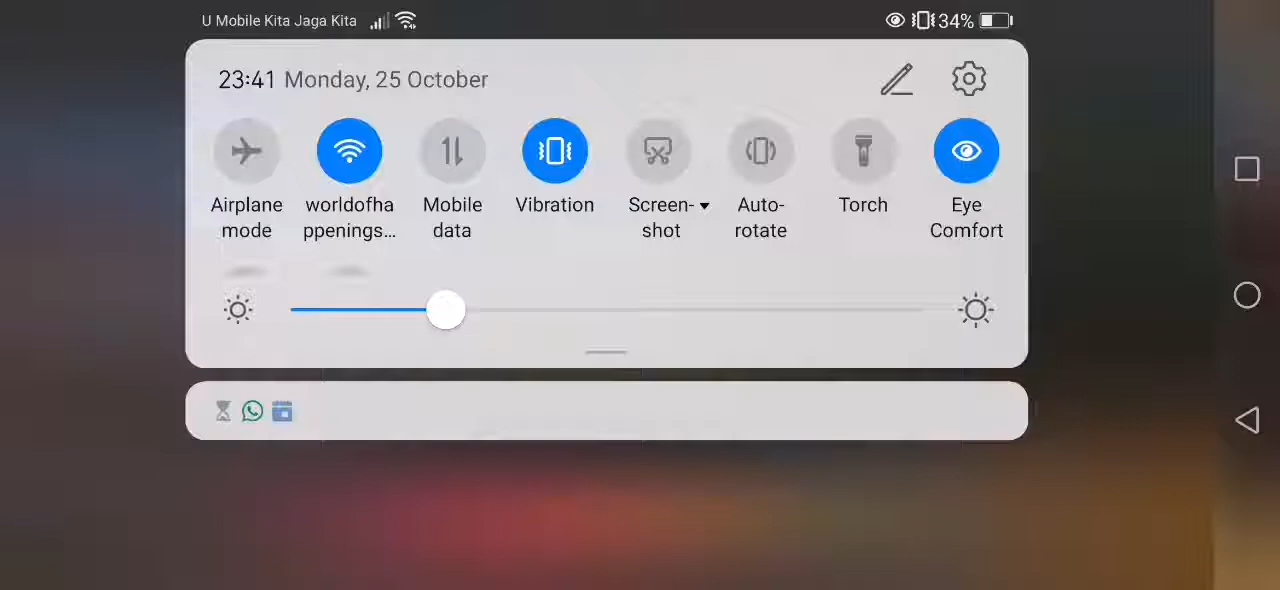 U Mobile Kita Jaga Kita
34%
23:41 Monday, 25 October
Airplane mode
worldofha
ppenings...
Mobile data
Vibration
Screen-
shot
Auto-
rotate
Torch
Eye Comfort